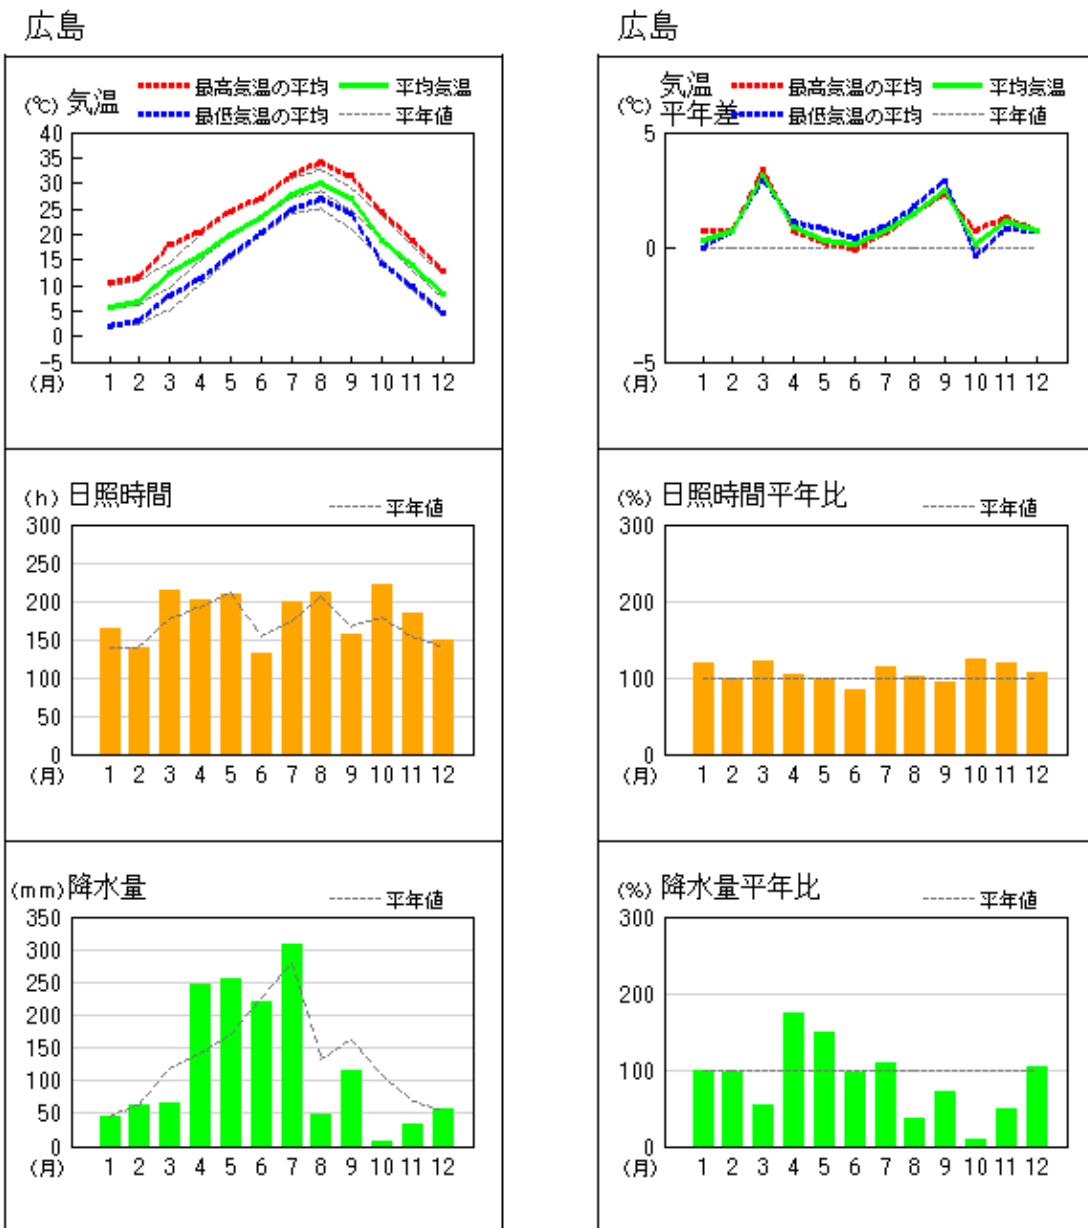 広島
(℃) 気温
最高気温の平均 平均気温
最低気温の平均 平年値
40
35
30
25
20
15
10
5
0
-5
(月) 1 2 3 4 5 6 7 8 9 10 11 12
(h) 日照時間
平年値
300
250
200
150
100
50
0
(月) 1 2 3 4 5 6 7 8 9 10 11 12
(mm) 降水量
平年値
350
300
250
200
150
100
50
0
(月) 1 2 3 4 5 6 7 8 9 10 11 12
広島
気温
(℃) 平年差
最高気温の平均 平均気温
最低気温の平均 平年値
5
0
-5
(月) 1 2 3 4 5 6 7 8 9 10 11 12
(%) 日照時間平年比
平年値
300
200
100
0
(月) 1 2 3 4 5 6 7 8 9 10 11 12
(%) 降水量平年比
平年値
300
200
100
0
(月) 1 2 3 4 5 6 7 8 9 10 11 12